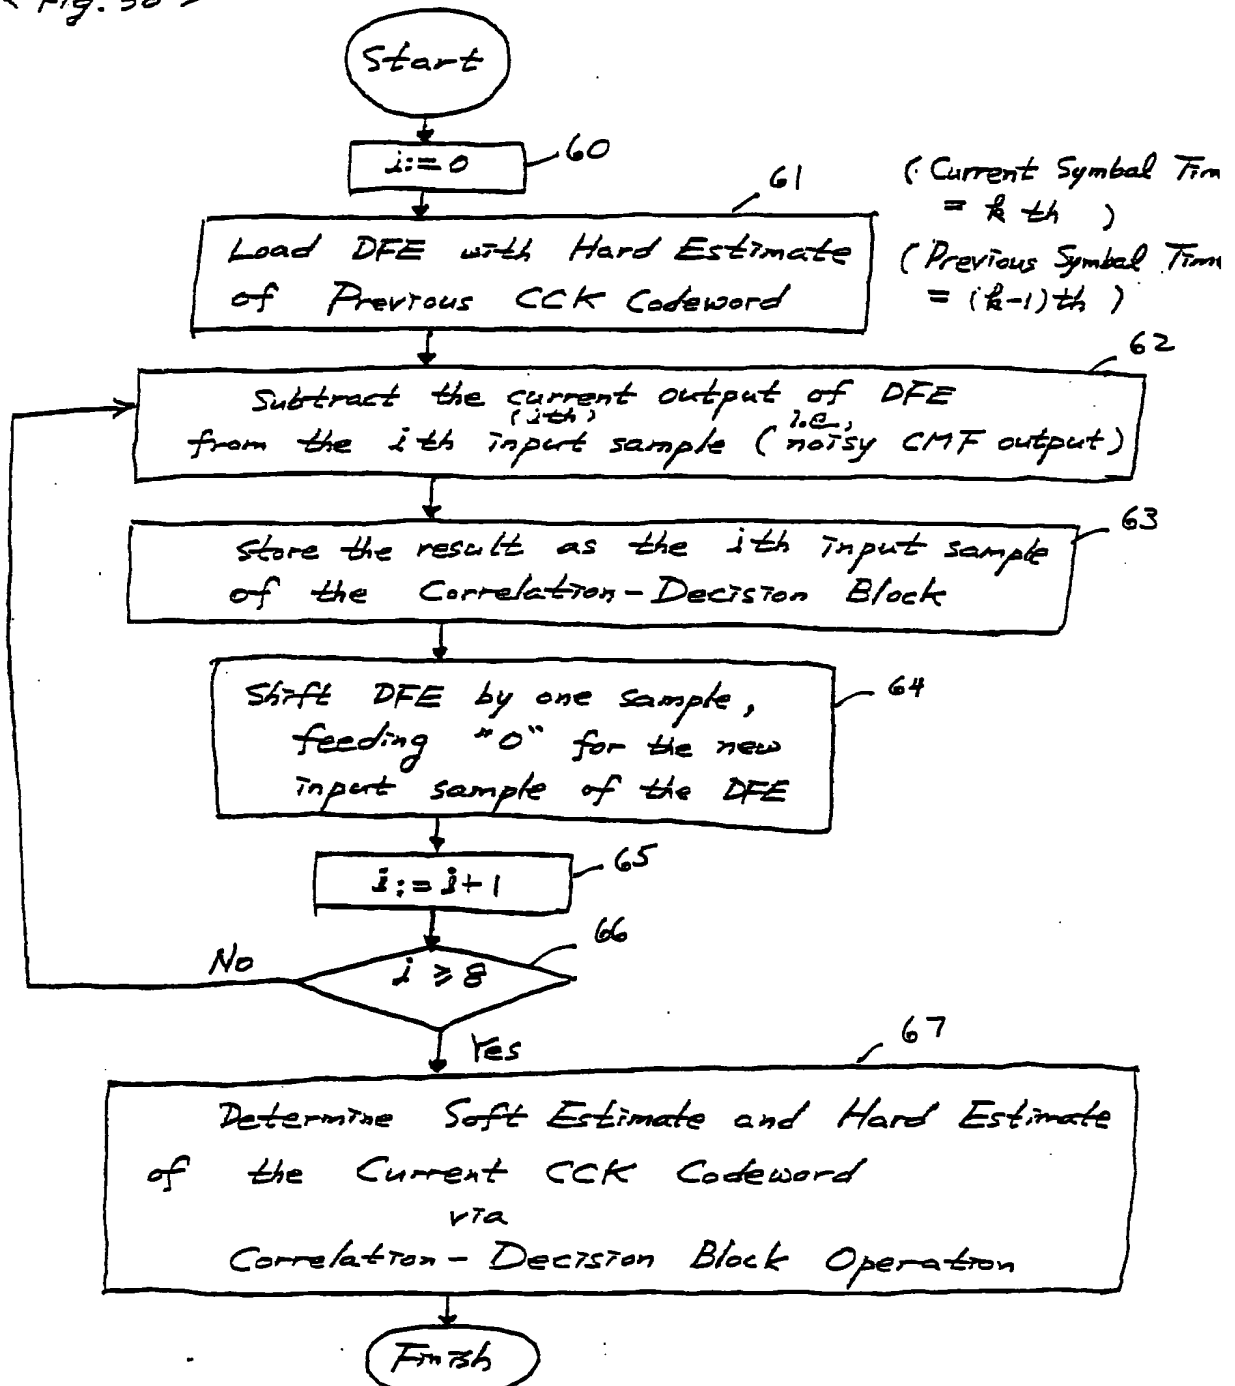 Start
i:=0
60
61
(Current Symbol Tim
= k th )
(Previous Symbol Tim
= (k-1)th )
Load DFE with Hard Estimate
of Previous CCK Codeword
62
Subtract the current output of DFE
(ith) i.e.,
from the ith input sample (noisy CMF output)
63
Store the result as the ith input sample
of the Correlation-Decision Block
64
Shift DFE by one sample,
feeding "0" for the new
input sample of the DFE
65
i:=i+1
66
No
i ≥ 8
Yes
67
Determine Soft Estimate and Hard Estimate
of the Current CCK Codeword
via
Correlation-Decision Block Operation
Finish